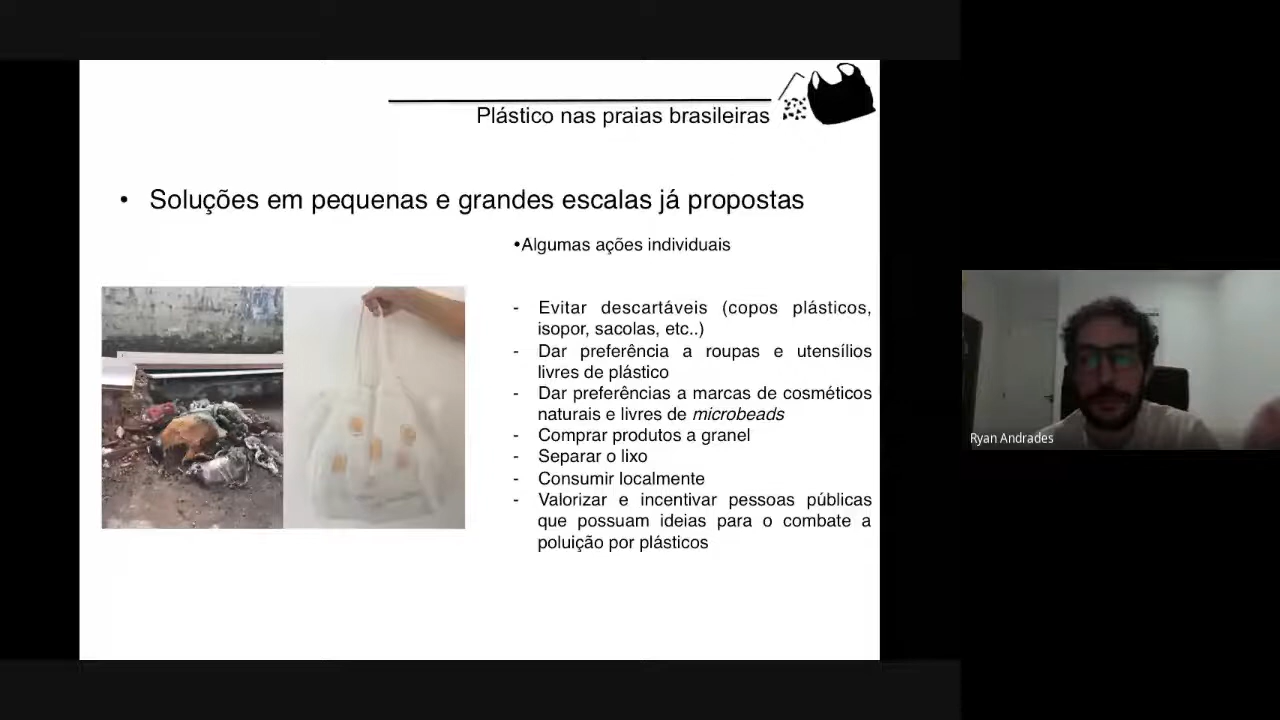 Plástico nas praias brasileiras
• Soluções em pequenas e grandes escalas já propostas
•Algumas ações individuais
- Evitar descartáveis (copos plásticos,
isopor, sacolas, etc..)
- Dar preferência a roupas e utensílios
livres de plástico
- Dar preferências a marcas de cosméticos
naturais e livres de microbeads
- Comprar produtos a granel
- Separar o lixo
- Consumir localmente
- Valorizar e incentivar pessoas públicas
que possuam ideias para o combate a
poluição por plásticos
Ryan Andrades